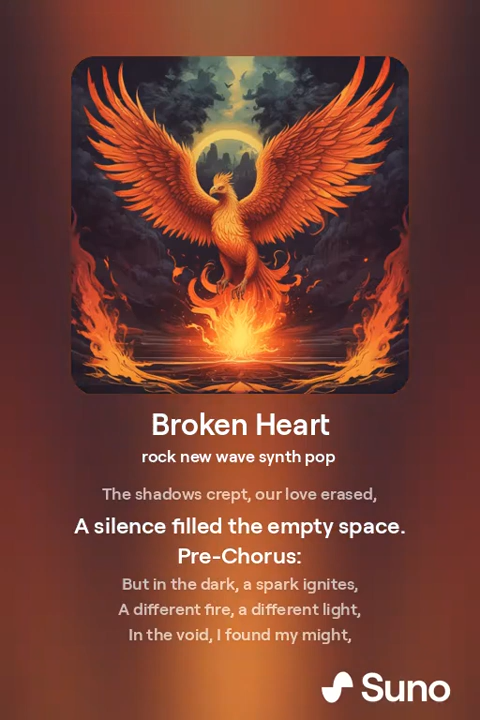 Broken Heart
rock new wave synth pop
The shadows crept, our love erased,
A silence filled the empty space.
Pre-Chorus:
But in the dark, a spark ignites,
A different fire, a different light,
In the void, I found my might,
Suno